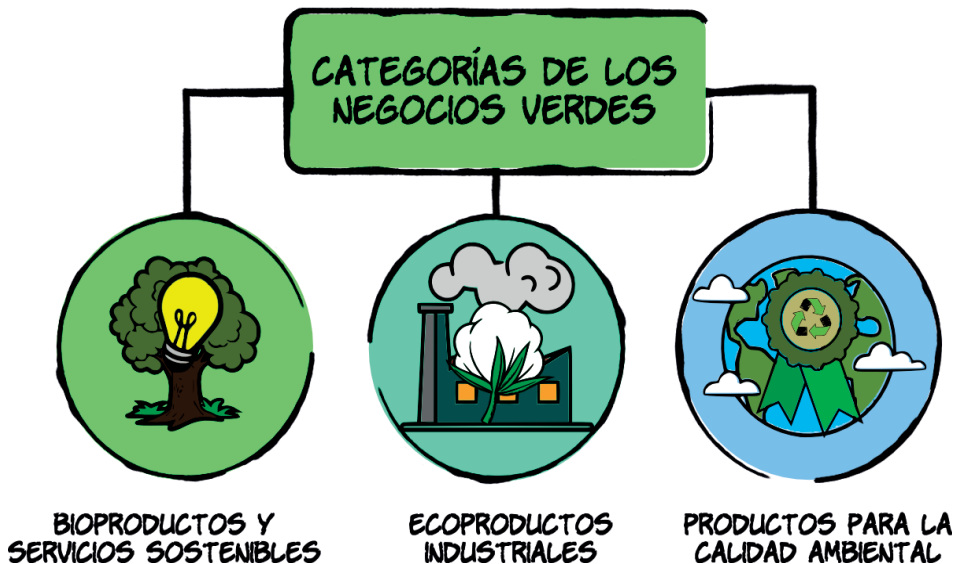 CATEGORÍAS DE LOS
NEGOCIOS VERDES
BIOPRODUCTOS Y
SERVICIOS SOSTENIBLES
ECOPRODUCTOS
INDUSTRIALES
PRODUCTOS PARA LA
CALIDAD AMBIENTAL